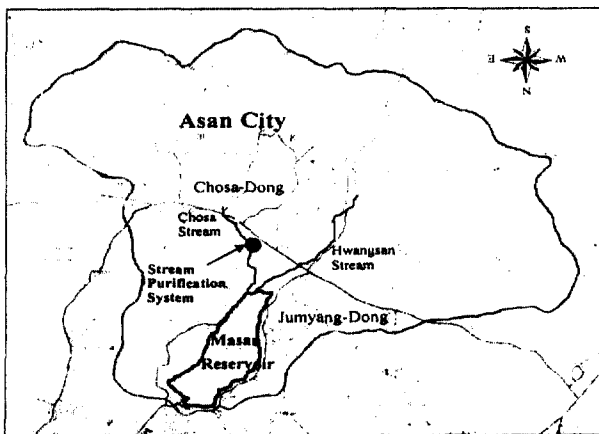 S
E
W
N
Asan City
Chosa-Dong
Chosa
Stream
Hwangsan
Stream
Stream
Purification
System
Jumyang-Dong
Masan
Reservoir